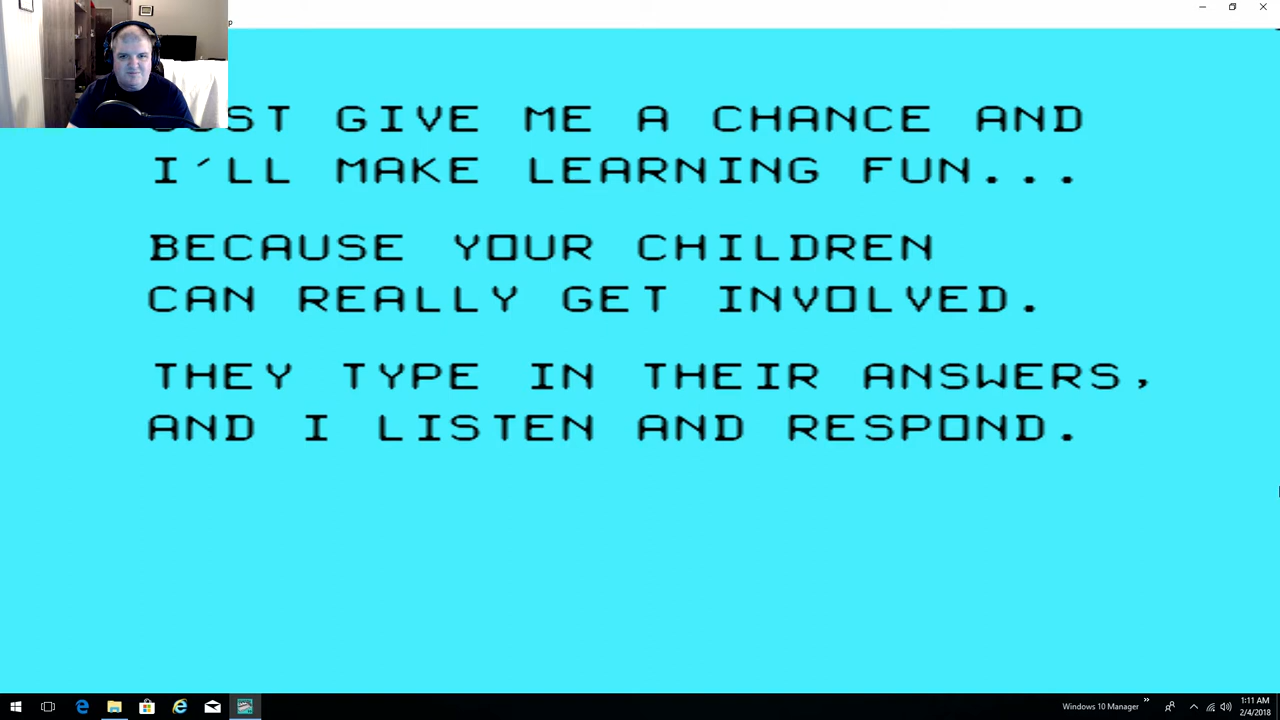 p
GIVE ME A CHANCE AND
I'LL MAKE LEARNING FUN...
BECAUSE YOUR CHILDREN
CAN REALLY GET INVOLVED.
THEY TYPE IN THEIR ANSWERS,
AND I LISTEN AND RESPOND.
Windows 10 Manager
1:11 AM
2/4/2018